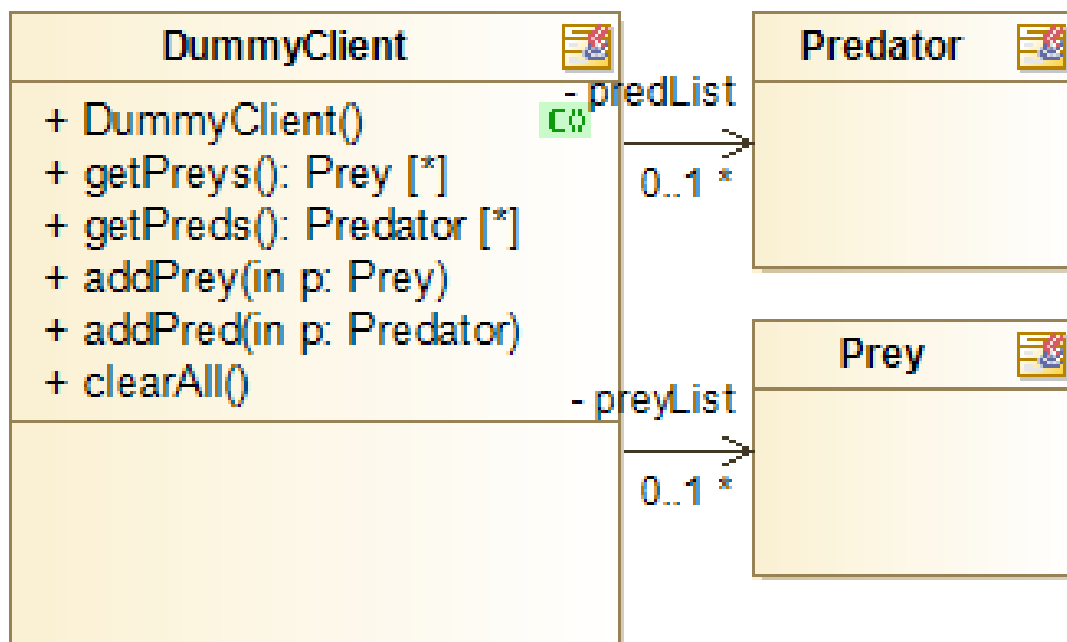 DummyClient
+ DummyClient()
+ getPreys(): Prey [*]
+ getPreds(): Predator [*]
+ addPrey(in p: Prey)
+ addPred(in p: Predator)
+ clearAll()
- predList
0..1 *
Predator
- preyList
0..1 *
Prey